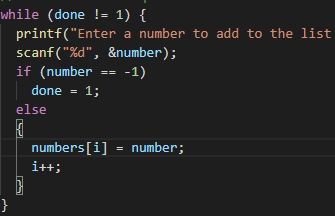 while (done != 1) {
printf("Enter a number to add to the list
scanf("%d", &number);
if (number == -1)
done = 1;
else
{
numbers[i] = number;
i++;
}
}